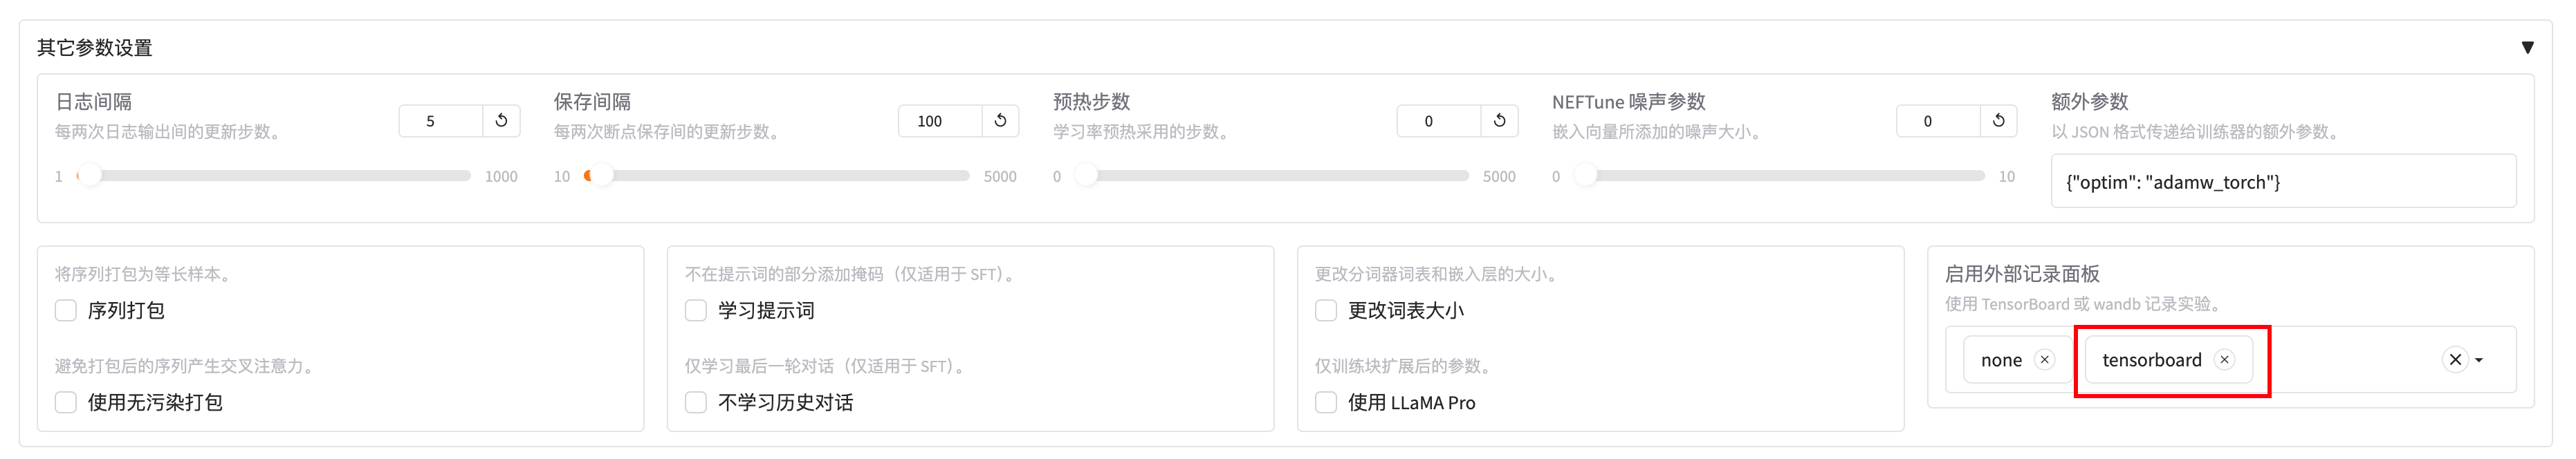 其它参数设置
▼
日志间隔
每两次日志输出间的更新步数。
5
1
1000
保存间隔
每两次断点保存间的更新步数。
100
10
5000
预热步数
学习率预热采用的步数。
0
0
5000
NEFTune 噪声参数
嵌入向量所添加的噪声大小。
0
0
10
额外参数
以 JSON 格式传递给训练器的额外参数。
{"optim": "adamw_torch"}
将序列打包为等长样本。
序列打包
避免打包后的序列产生交叉注意力。
使用无污染打包
不在提示词的部分添加掩码（仅适用于 SFT）。
学习提示词
仅学习最后一轮对话（仅适用于 SFT）。
不学习历史对话
更改分词器词表和嵌入层的大小。
更改词表大小
仅训练块扩展后的参数。
使用 LLaMA Pro
启用外部记录面板
使用 TensorBoard 或 wandb 记录实验。
none
tensorboard